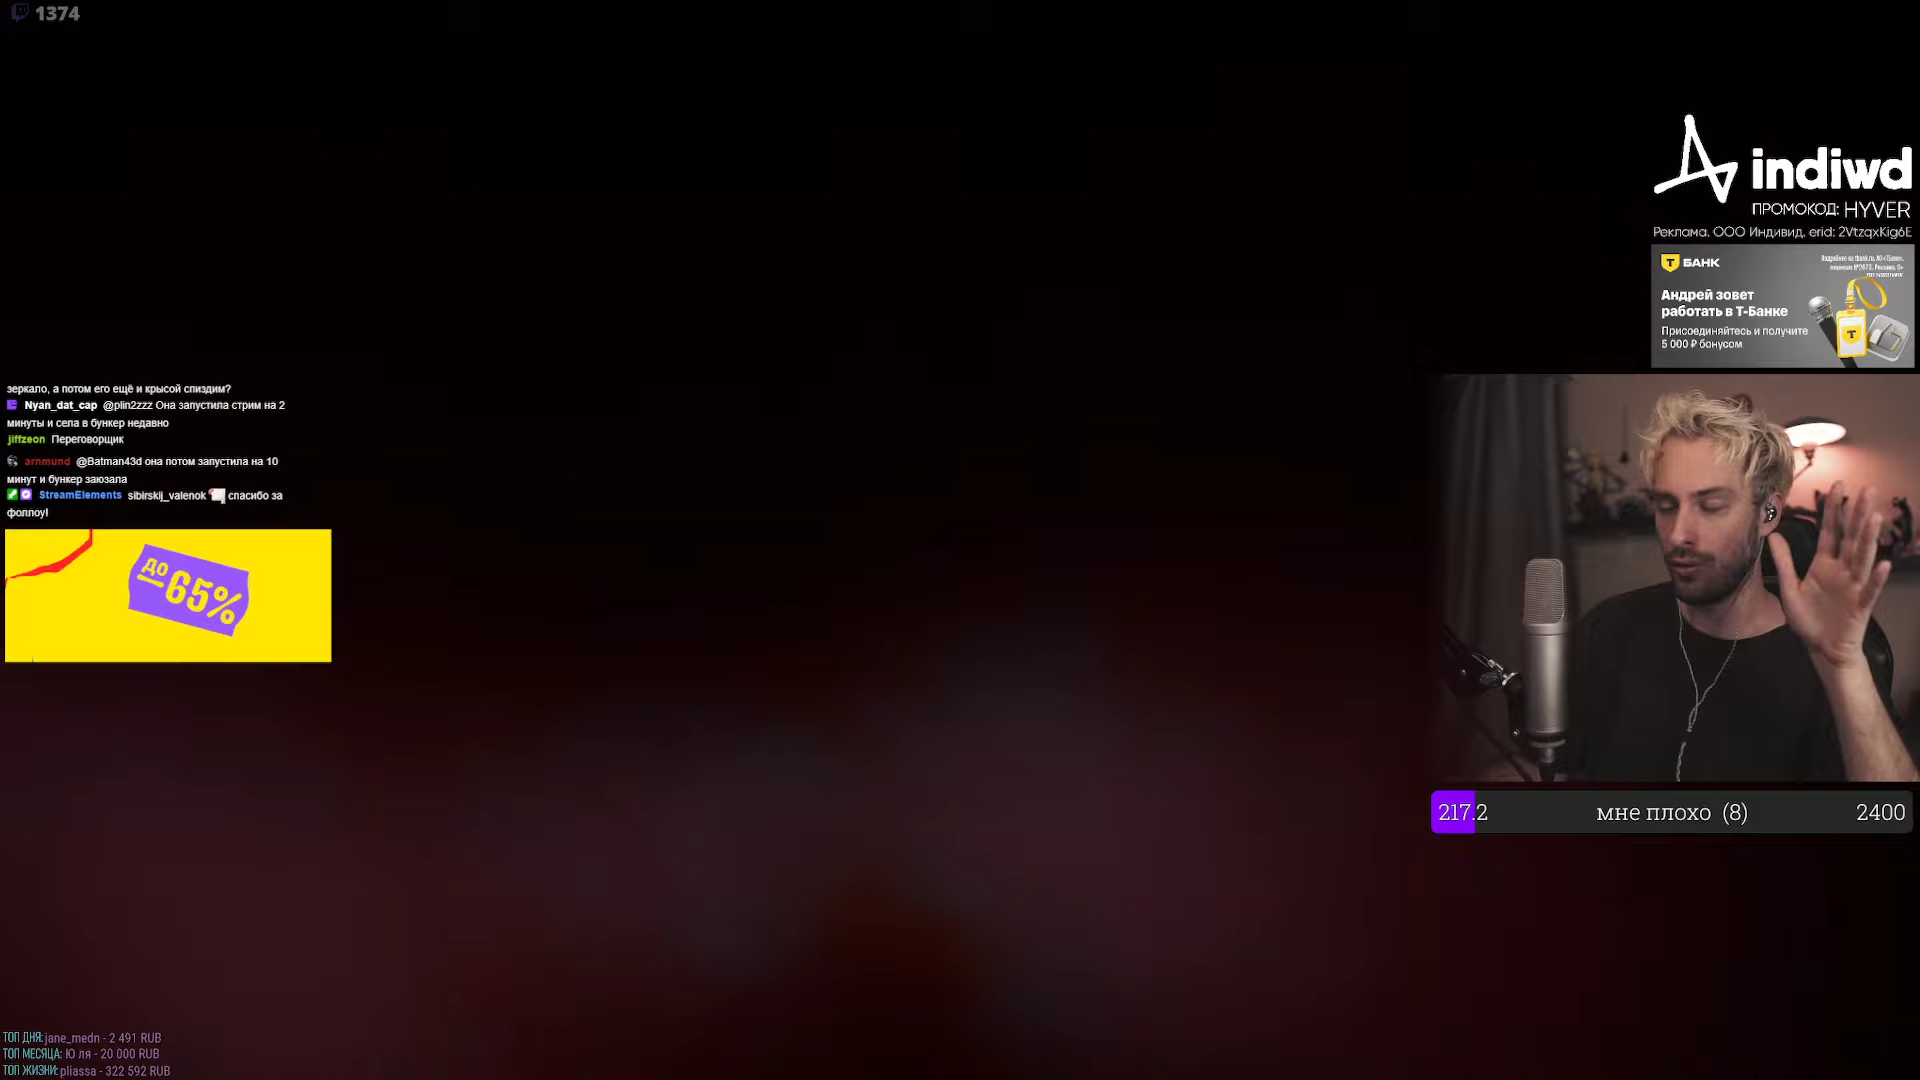 1374
indiwd
ПРОМОКОД: HYVER
Реклама. ООО Индивид. erid: 2VtzqxKig6E
Т БАНК
Андрей зовет
работать в Т-Банке
Присоединяйтесь и получите
5 000 ₽ бонусом
зеркало, а потом его ещё и крысой спиздим?
Nyan_dat_cap @plin2zzz Она запустила стрим на 2
минуты и села в бункер недавно
jiffzeon Переговорщик
arnmund @Batman43d она потом запустила на 10
минут и бункер заюзала
StreamElements sibirskij_valenok спасибо за
фоллоу!
до
65%
217.2 мне плохо (8) 2400
ТОП ДНЯ: jane_medn - 2 491 RUB
ТОП МЕСЯЦА: Ю ля - 20 000 RUB
ТОП ЖИЗНИ: pliassa - 322 592 RUB